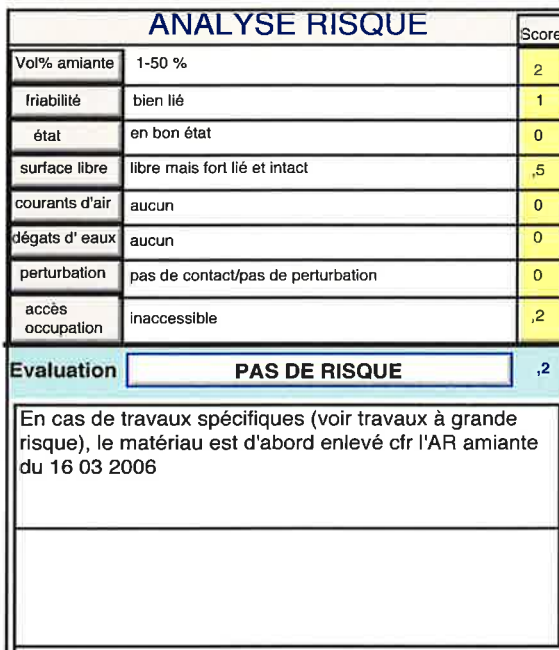 ANALYSE RISQUE Score
Vol% amiante 1-50 % 2
friabilité bien lié 1
état en bon état 0
surface libre libre mais fort lié et intact ,5
courants d'air aucun 0
dégats d' eaux aucun 0
perturbation pas de contact/pas de perturbation 0
accès
occupation inaccessible ,2
Evaluation PAS DE RISQUE ,2
En cas de travaux spécifiques (voir travaux à grande
risque), le matériau est d'abord enlevé cfr l'AR amiante
du 16 03 2006